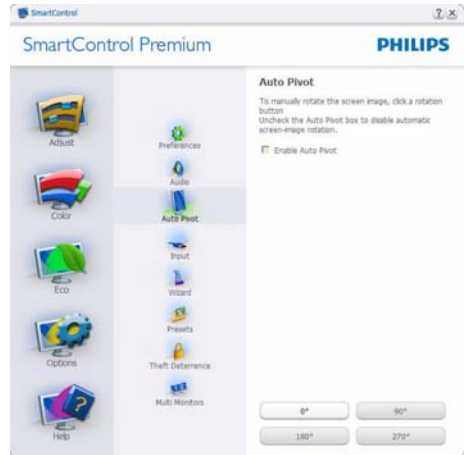 SmartControl
? X
SmartControl Premium
PHILIPS
Adjust
Color
Eco
Options
Help
Preferences
Audio
Auto Pivot
Input
Wizard
Presets
Theft Deterrence
Multi Monitors
Auto Pivot
To manually rotate the screen image, click a rotation
button
Uncheck the Auto Pivot box to disable automatic
screen-image rotation.
Enable Auto Pivot
0°
90°
180°
270°